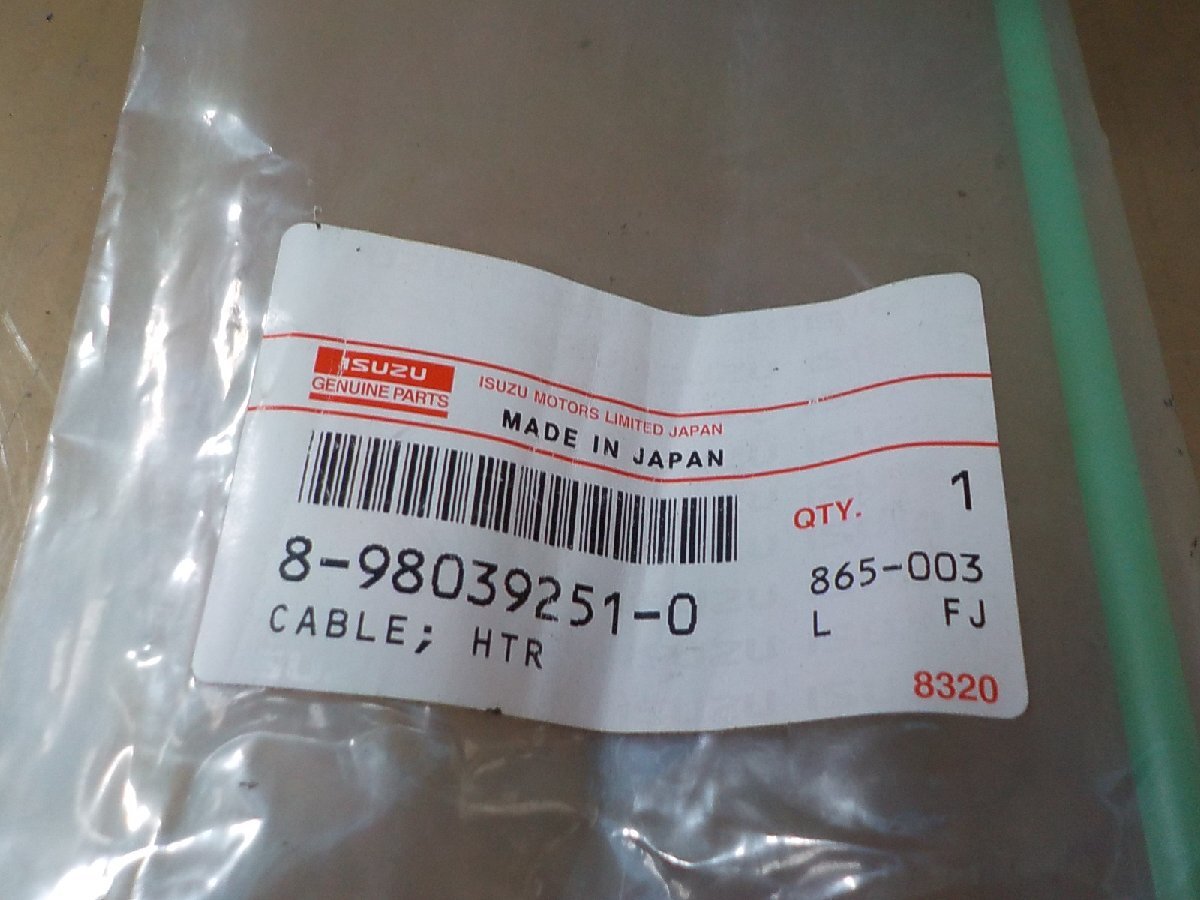 ISUZU
GENUINE PARTS
ISUZU MOTORS LIMITED JAPAN
MADE IN JAPAN
QTY. 1
8-98039251-0
865-003
CABLE; HTR
L FJ
8320